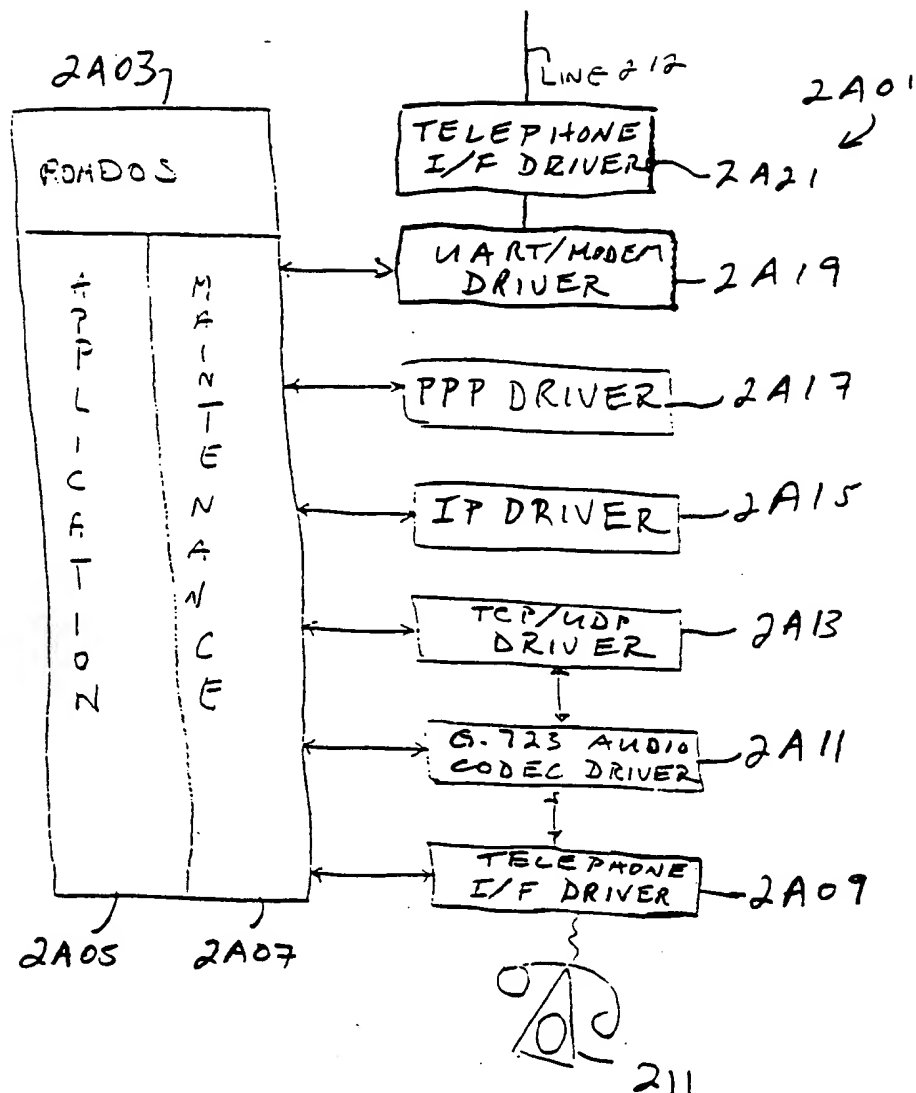 2A03
LINE 212
2A01
TELEPHONE
I/F DRIVER
2A21
ROMDOS
UART/MODEM
DRIVER
2A19
APPLICATION
MAINTENANCE
PPP DRIVER
2A17
IP DRIVER
2A15
TCP/UDP
DRIVER
2A13
G.723 AUDIO
CODEC DRIVER
2A11
TELEPHONE
I/F DRIVER
2A09
2A05
2A07
211